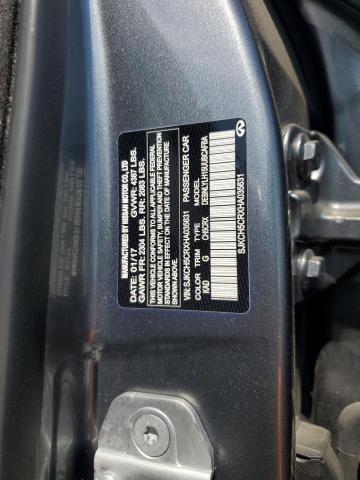 MANUFACTURED BY NISSAN MOTOR CO., LTD
DATE: 01/17 GVWR: 4387 LBS.
GAWR FR: 2304 LBS. RR: 2083 LBS.
THIS VEHICLE CONFORMS TO ALL APPLICABLE FEDERAL
MOTOR VEHICLE SAFETY, BUMPER, AND THEFT PREVENTION
STANDARDS IN EFFECT ON THE DATE OF MANUFACTURE
VIN: SJKCH5CRXHA035631 PASSENGER CAR
COLOR TRIM TYPE MODEL
KAD G CH5CRX
SJKCH5CRXHA035631